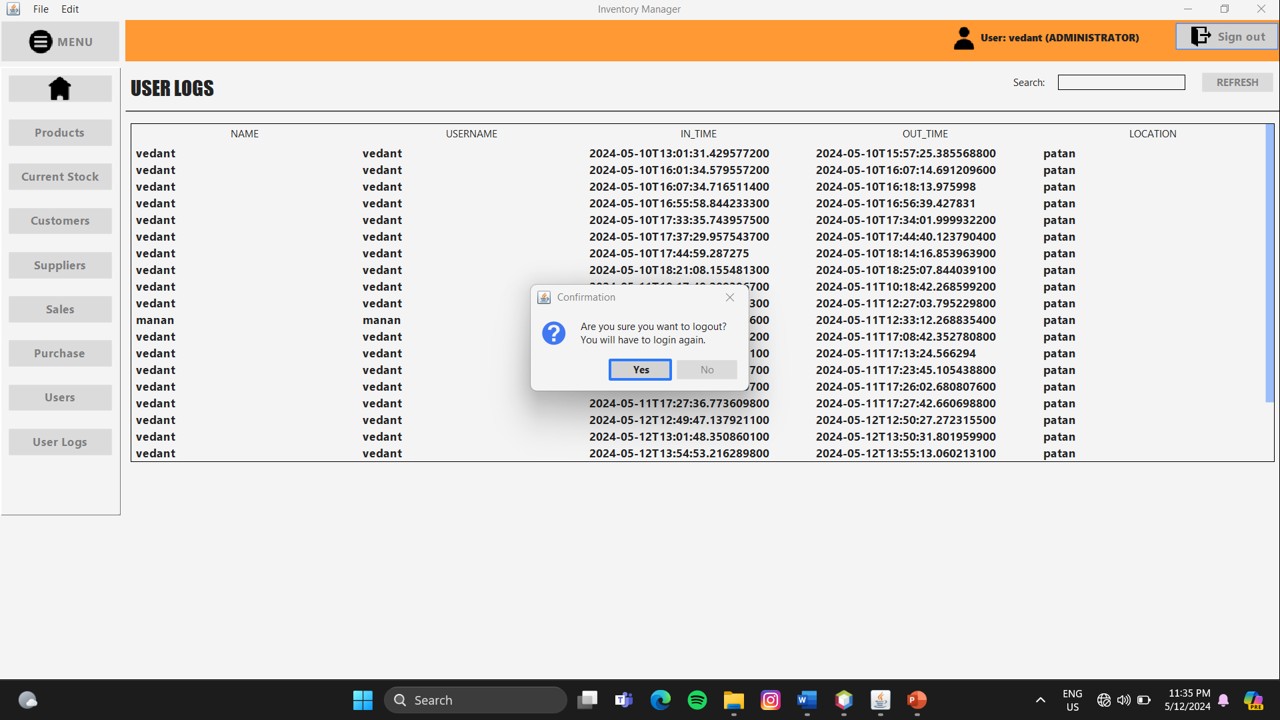 File Edit Inventory Manager
MENU User: vedant (ADMINISTRATOR) Sign out
USER LOGS Search: REFRESH
Products
Current Stock
Customers
Suppliers
Sales
Purchase
Users
User Logs
NAME USERNAME IN_TIME OUT_TIME LOCATION
vedant vedant 2024-05-10T13:01:31.429577200 2024-05-10T15:57:25.385568800 patan
vedant vedant 2024-05-10T16:01:34.579557200 2024-05-10T16:07:14.691209600 patan
vedant vedant 2024-05-10T16:07:34.716511400 2024-05-10T16:18:13.975998 patan
vedant vedant 2024-05-10T16:55:58.844233300 2024-05-10T16:56:39.427831 patan
vedant vedant 2024-05-10T17:33:35.743957500 2024-05-10T17:34:01.999932200 patan
vedant vedant 2024-05-10T17:37:29.957543700 2024-05-10T17:44:40.123790400 patan
vedant vedant 2024-05-10T17:44:59.287275 2024-05-10T18:14:16.853963900 patan
vedant vedant 2024-05-10T18:21:08.155481300 2024-05-10T18:25:07.844039100 patan
vedant vedant 2024-05-11T10:18:42.268599200 patan
vedant vedant 300 2024-05-11T12:27:03.795229800 patan
manan manan 600 2024-05-11T12:33:12.268835400 patan
vedant vedant 200 2024-05-11T17:08:42.352780800 patan
vedant vedant 100 2024-05-11T17:13:24.566294 patan
vedant vedant 700 2024-05-11T17:23:45.105438800 patan
vedant vedant 700 2024-05-11T17:26:02.680807600 patan
vedant vedant 2024-05-11T17:27:36.773609800 2024-05-11T17:27:42.660698800 patan
vedant vedant 2024-05-12T12:49:47.137921100 2024-05-12T12:50:27.272315500 patan
vedant vedant 2024-05-12T13:01:48.350860100 2024-05-12T13:50:31.801959900 patan
vedant vedant 2024-05-12T13:54:53.216289800 2024-05-12T13:55:13.060213100 patan
Confirmation
Are you sure you want to logout?
You will have to login again.
Yes No
Search
ENG
US
11:35 PM
5/12/2024
PRE